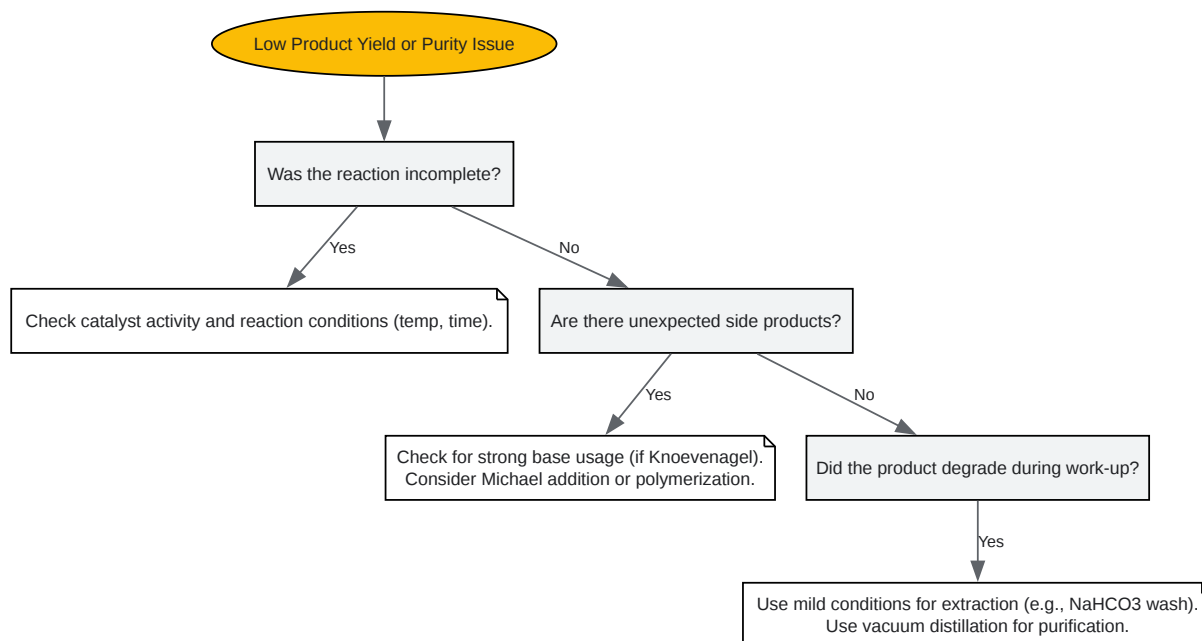 Low Product Yield or Purity Issue
Was the reaction incomplete?
Yes
No
Check catalyst activity and reaction conditions (temp, time).
Are there unexpected side products?
Yes
No
Check for strong base usage (if Knoevenagel).
Consider Michael addition or polymerization.
Did the product degrade during work-up?
Yes
Use mild conditions for extraction (e.g., NaHCO3 wash).
Use vacuum distillation for purification.